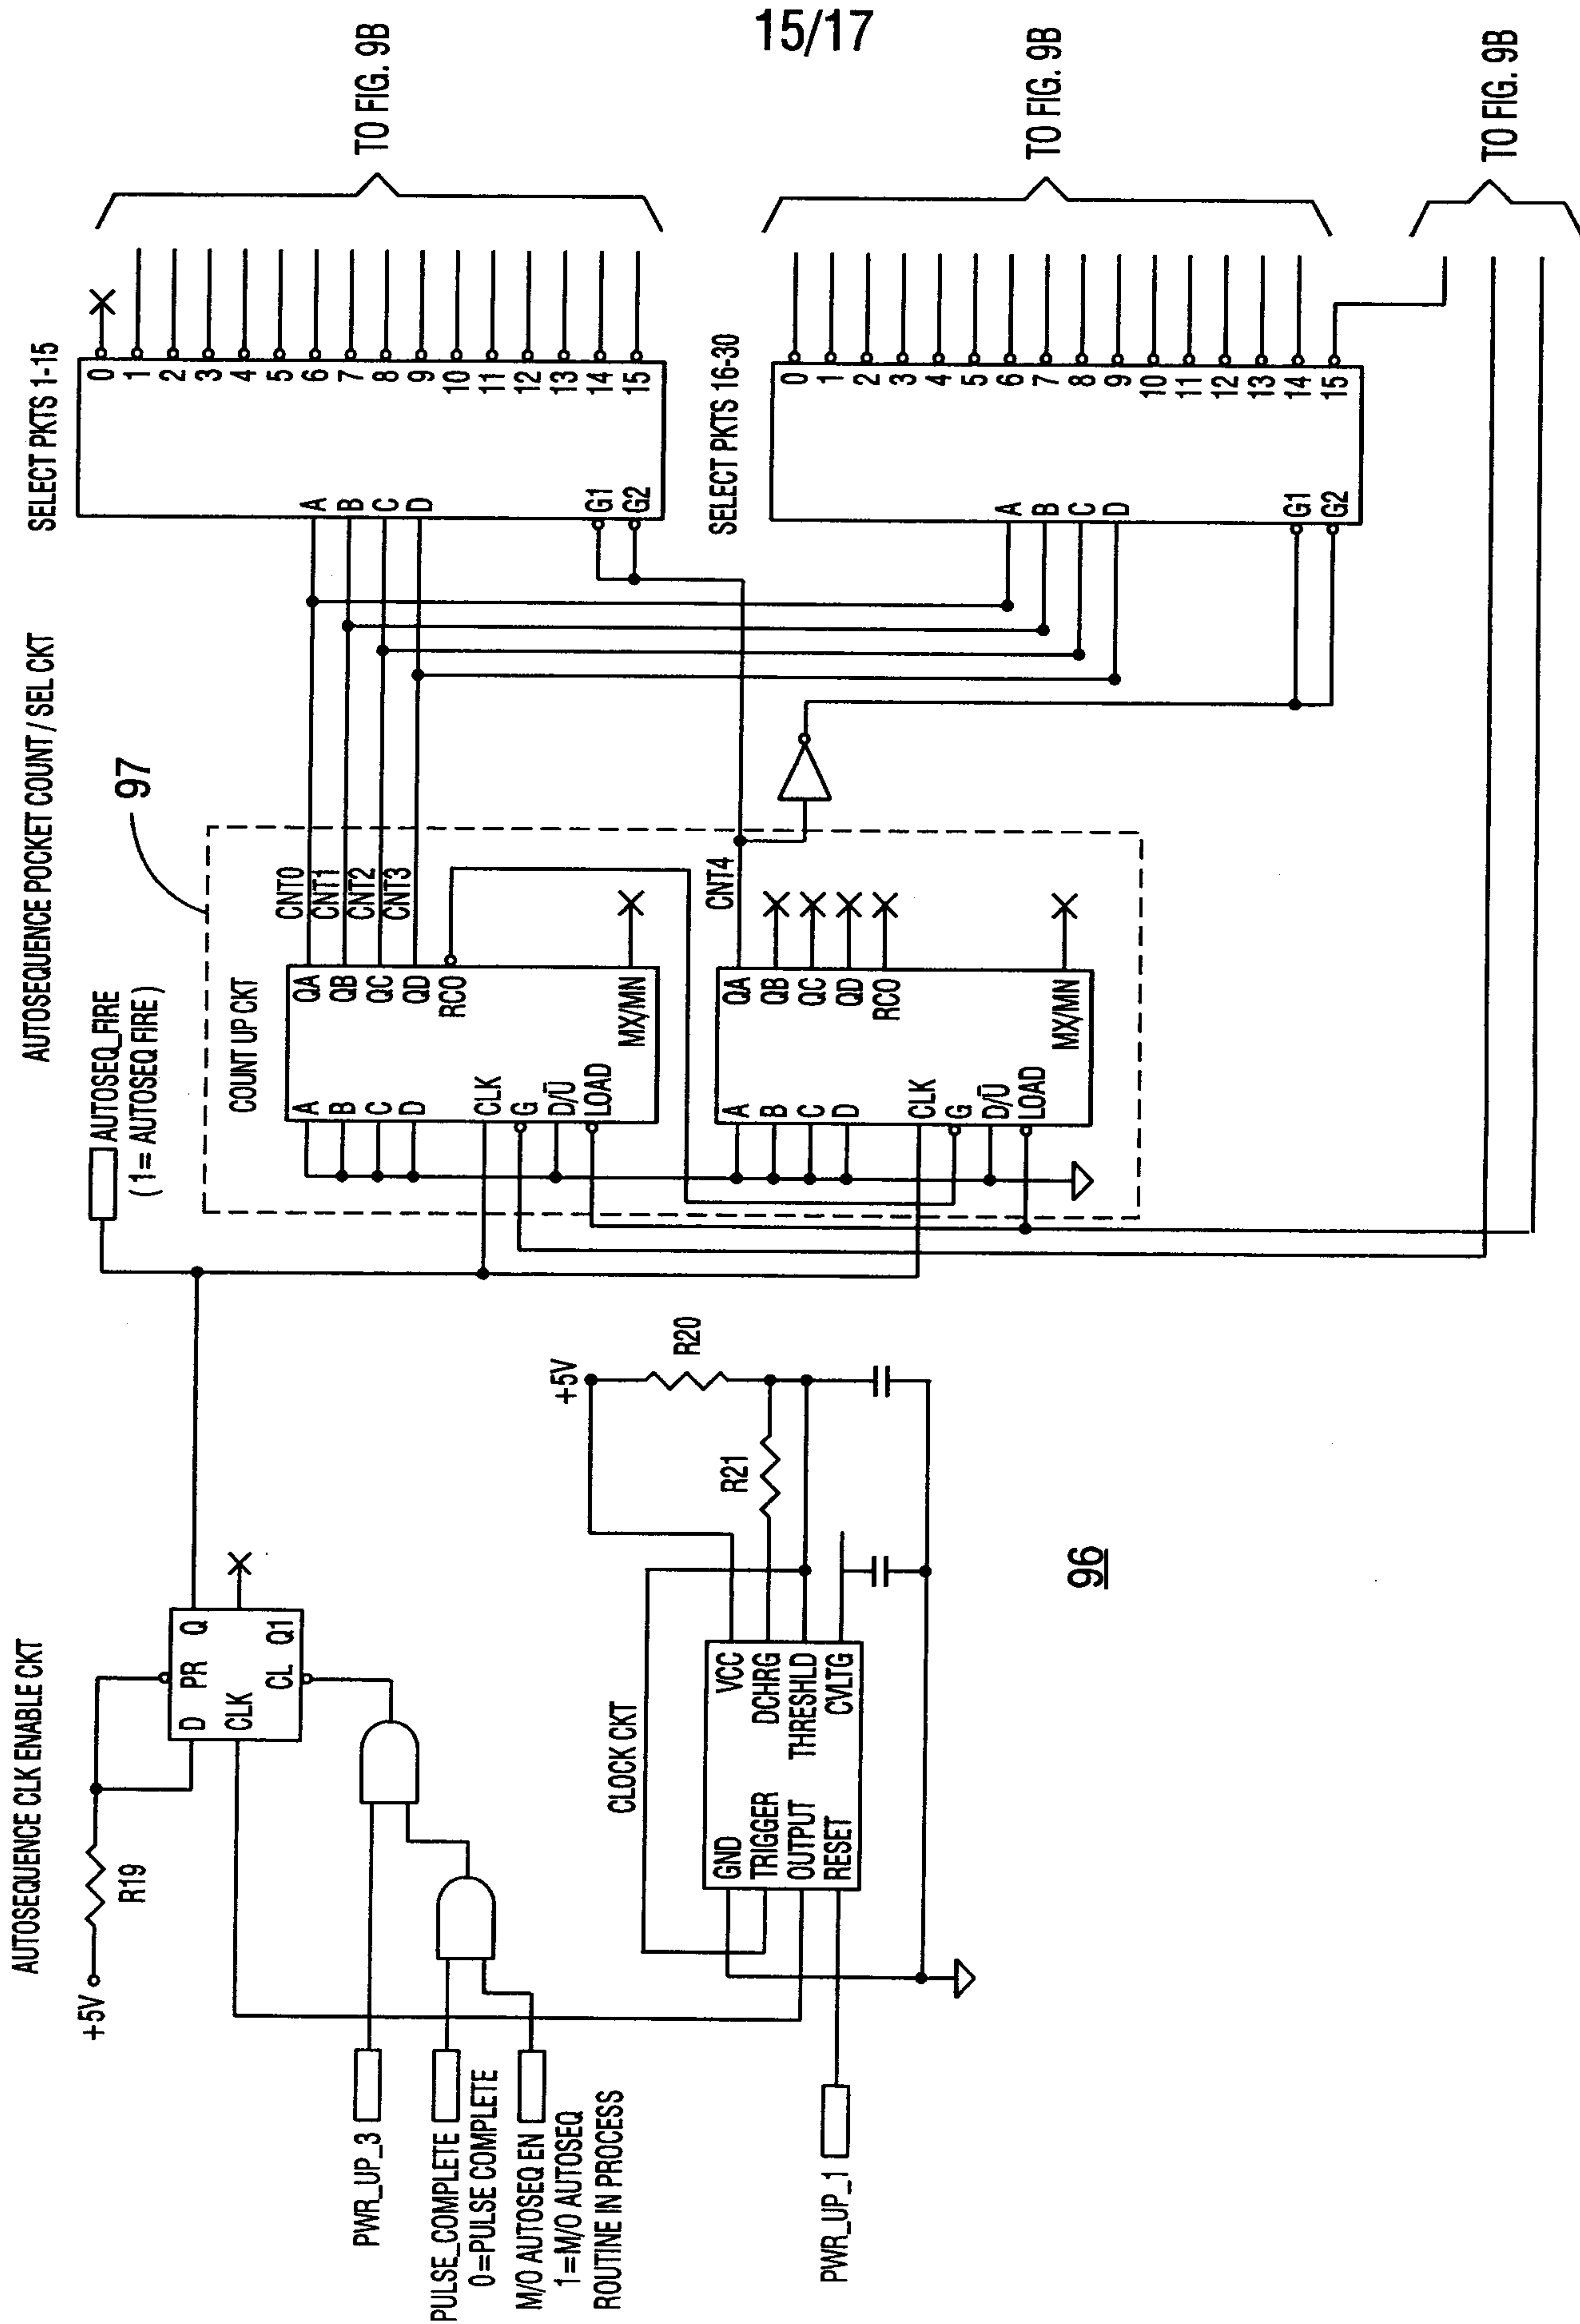 15/17
AUTOSEQUENCE CLK ENABLE CKT
+5V
R19
D
PR
Q
CLK
CL
Q1
PWR_UP_3
PULSE_COMPLETE
0=PULSE COMPLETE
M/O AUTOSEQ EN
1=M/O AUTOSEQ
ROUTINE IN PROCESS
PWR_UP_1
CLOCK CKT
GND
TRIGGER
OUTPUT
RESET
VCC
DCHRG
THRESHLD
CVLTG
+5V
R20
R21
96
AUTOSEQUENCE POCKET COUNT / SEL CKT
AUTOSEQ_FIRE
(1= AUTOSEQ FIRE)
97
COUNT UP CKT
A
B
C
D
CLK
G
D/Ū
LOAD
QA
QB
QC
QD
RCO
MX/MN
CNT0
CNT1
CNT2
CNT3
A
B
C
D
CLK
G
D/Ū
LOAD
QA
QB
QC
QD
RCO
MX/MN
CNT4
SELECT PKTS 1-15
A
B
C
D
G1
G2
0
1
2
3
4
5
6
7
8
9
10
11
12
13
14
15
TO FIG. 9B
SELECT PKTS 16-30
A
B
C
D
G1
G2
0
1
2
3
4
5
6
7
8
9
10
11
12
13
14
15
TO FIG. 9B
TO FIG. 9B